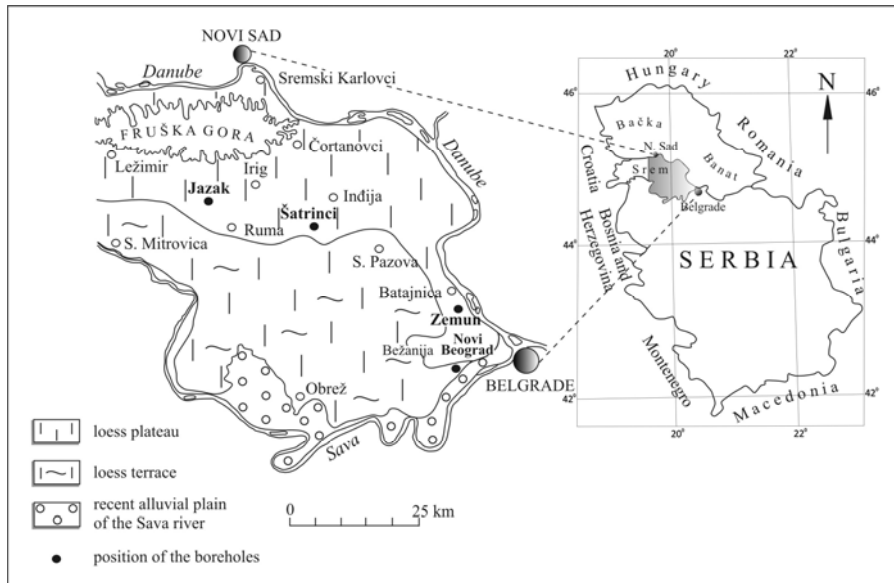 NOVI SAD
Danube
Sremski Karlovci
FRUŠKA GORA
Čortanovci
Ležimir
Irig
Danube
Jazak
Inđija
Šatrinci
Ruma
S. Mitrovica
S. Pazova
Batajnica
Zemun
Novi
Beograd
Bežanija
BELGRADE
Obrež
Sava
loess plateau
loess terrace
recent alluvial plain
of the Sava river
position of the boreholes
0 25 km
20° 22°
N
46° 46°
Hungary
Romania
Bačka
N. Sad
Banat
Srem
Croatia
Belgrade
Bosnia and
Herzegovina
Bulgaria
44° 44°
SERBIA
Montenegro
Macedonia
42° 42°
20° 22°